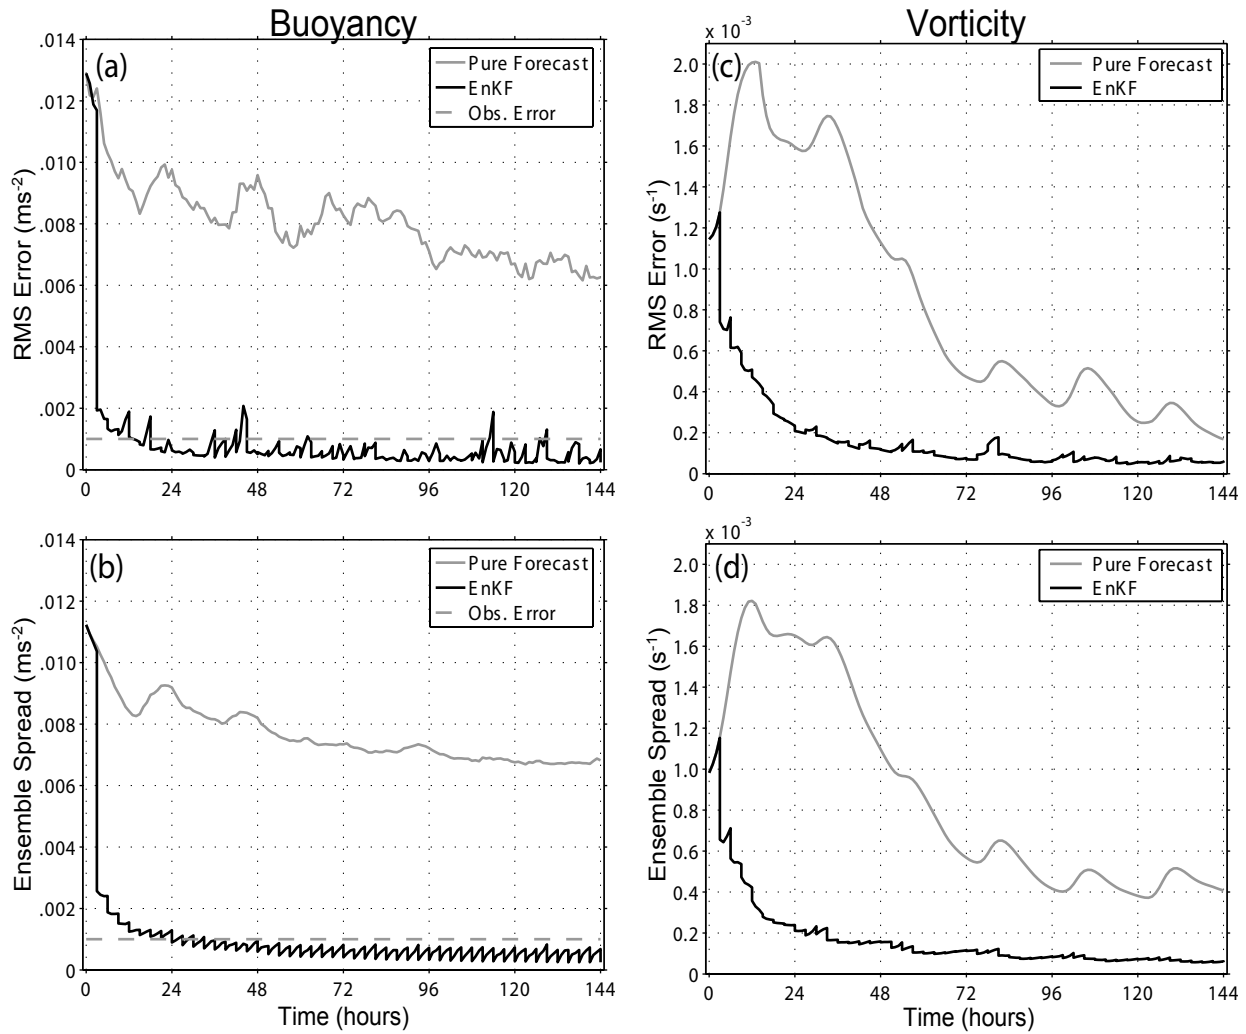 Buoyancy
Vorticity
(a)
Pure Forecast
EnKF
Obs. Error
RMS Error (ms-2)
.014
.012
.010
.008
.006
.004
.002
0
0 24 48 72 96 120 144
(c)
x 10-3
Pure Forecast
EnKF
RMS Error (s-1)
2.0
1.8
1.6
1.4
1.2
1.0
0.8
0.6
0.4
0.2
0
0 24 48 72 96 120 144
(b)
Pure Forecast
EnKF
Obs. Error
Ensemble Spread (ms-2)
.014
.012
.010
.008
.006
.004
.002
0
0 24 48 72 96 120 144
Time (hours)
(d)
x 10-3
Pure Forecast
EnKF
Ensemble Spread (s-1)
2.0
1.8
1.6
1.4
1.2
1.0
0.8
0.6
0.4
0.2
0
0 24 48 72 96 120 144
Time (hours)